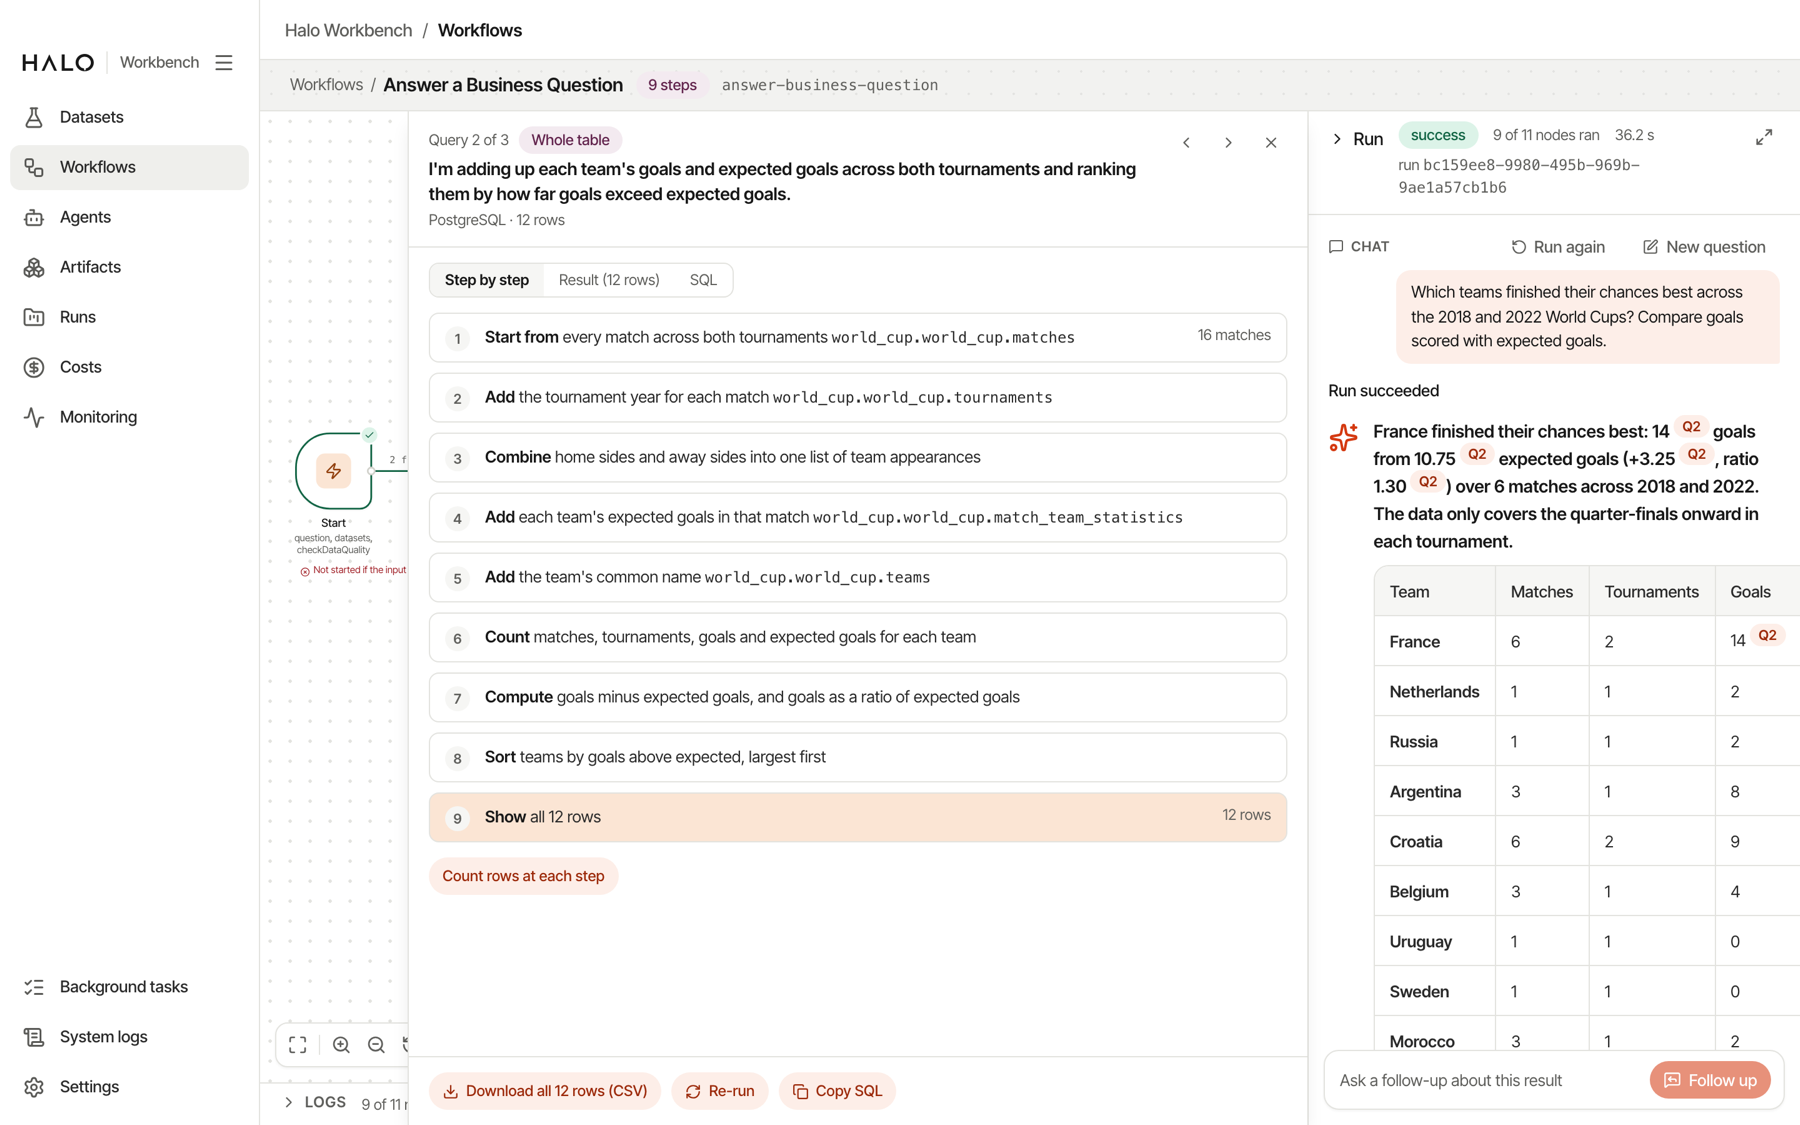 HALO
Workbench
Datasets
Workflows
Agents
Artifacts
Runs
Costs
Monitoring
Background tasks
System logs
Settings
Halo Workbench / Workflows
Workflows / Answer a Business Question 9 steps answer-business-question
2 f
Start
question, datasets,
checkDataQuality
Not started if the input
LOGS 9 of 11 r
Query 2 of 3 Whole table
I'm adding up each team's goals and expected goals across both tournaments and ranking
them by how far goals exceed expected goals.
PostgreSQL · 12 rows
Step by step Result (12 rows) SQL
1 Start from every match across both tournaments world_cup.world_cup.matches 16 matches
2 Add the tournament year for each match world_cup.world_cup.tournaments
3 Combine home sides and away sides into one list of team appearances
4 Add each team's expected goals in that match world_cup.world_cup.match_team_statistics
5 Add the team's common name world_cup.world_cup.teams
6 Count matches, tournaments, goals and expected goals for each team
7 Compute goals minus expected goals, and goals as a ratio of expected goals
8 Sort teams by goals above expected, largest first
9 Show all 12 rows 12 rows
Count rows at each step
Download all 12 rows (CSV) Re-run Copy SQL
Run success 9 of 11 nodes ran 36.2 s
run bc159ee8-9980-495b-969b-
9ae1a57cb1b6
CHAT Run again New question
Which teams finished their chances best across
the 2018 and 2022 World Cups? Compare goals
scored with expected goals.
Run succeeded
France finished their chances best: 14 Q2 goals
from 10.75 Q2 expected goals (+3.25 Q2 , ratio
1.30 Q2 ) over 6 matches across 2018 and 2022.
The data only covers the quarter-finals onward in
each tournament.
Team Matches Tournaments Goals
France 6 2 14 Q2
Netherlands 1 1 2
Russia 1 1 2
Argentina 3 1 8
Croatia 6 2 9
Belgium 3 1 4
Uruguay 1 1 0
Sweden 1 1 0
Morocco 3 1 2
Ask a follow-up about this result Follow up